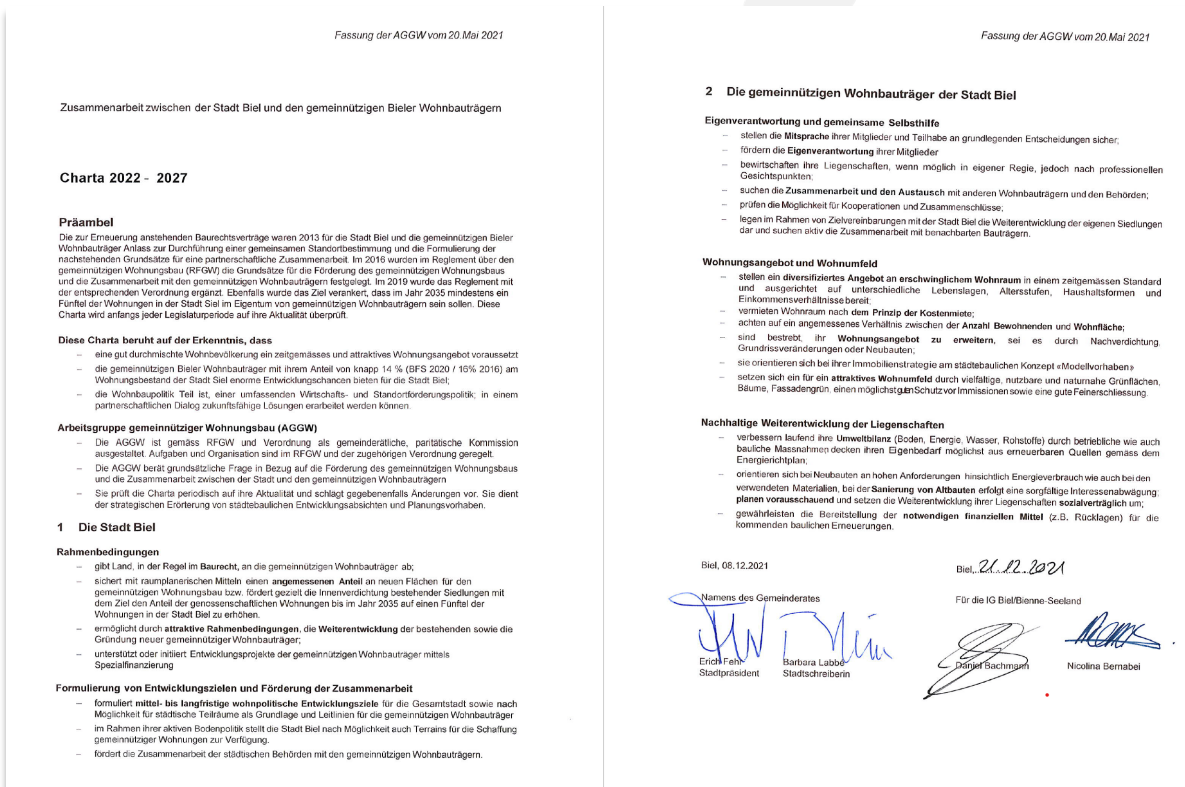 Fassung der AGGW vom 20.Mai 2021
Zusammenarbeit zwischen der Stadt Biel und den gemeinnützigen Bieler Wohnbauträgern
Charta 2022 - 2027
Präambel
Die zur Erneuerung anstehenden Baurechtsverträge waren 2013 für die Stadt Biel und die gemeinnützigen Bieler
Wohnbauträger Anlass zur Durchführung einer gemeinsamen Standortbestimmung und die Formulierung der
nachstehenden Grundsätze für eine partnerschaftliche Zusammenarbeit. Im 2016 wurden im Reglement über den
gemeinnützigen Wohnungsbau (RFGW) die Grundsätze für die Förderung des gemeinnützigen Wohnungsbaus
und die Zusammenarbeit mit den gemeinnützigen Wohnbauträgern festgelegt. Im 2019 wurde das Reglement mit
der entsprechenden Verordnung ergänzt. Ebenfalls wurde das Ziel verankert, dass im Jahr 2035 mindestens ein
Fünftel der Wohnungen in der Stadt Siel im Eigentum von gemeinnützigen Wohnbauträgern sein sollen. Diese
Charta wird anfangs jeder Legislaturperiode auf ihre Aktualität überprüft.
Diese Charta beruht auf der Erkenntnis, dass
– eine gut durchmischte Wohnbevölkerung ein zeitgemässes und attraktives Wohnungsangebot voraussetzt
– die gemeinnützigen Bieler Wohnbauträger mit ihrem Anteil von knapp 14 % (BFS 2020 / 16% 2016) am
Wohnungsbestand der Stadt Siel enorme Entwicklungschancen bieten für die Stadt Biel;
– die Wohnbaupolitik Teil ist, einer umfassenden Wirtschafts- und Standortförderungspolitik; in einem
partnerschaftlichen Dialog zukunftsfähige Lösungen erarbeitet werden können.
Arbeitsgruppe gemeinnütziger Wohnungsbau (AGGW)
– Die AGGW ist gemäss RFGW und Verordnung als gemeinderätliche, paritätische Kommission
ausgestaltet. Aufgaben und Organisation sind im RFGW und der zugehörigen Verordnung geregelt.
– Die AGGW berät grundsätzliche Frage in Bezug auf die Förderung des gemeinnützigen Wohnungsbaus
und die Zusammenarbeit zwischen der Stadt und den gemeinnützigen Wohnbauträgern
– Sie prüft die Charta periodisch auf ihre Aktualität und schlägt gegebenenfalls Änderungen vor. Sie dient
der strategischen Erörterung von städtebaulichen Entwicklungsabsichten und Planungsvorhaben.
1 Die Stadt Biel
Rahmenbedingungen
– gibt Land, in der Regel im Baurecht, an die gemeinnützigen Wohnbauträger ab;
– sichert mit raumplanerischen Mitteln einen angemessenen Anteil an neuen Flächen für den
gemeinnützigen Wohnungsbau bzw. fördert gezielt die Innenverdichtung bestehender Siedlungen mit
dem Ziel den Anteil der genossenschaftlichen Wohnungen bis im Jahr 2035 auf einen Fünftel der
Wohnungen in der Stadt Biel zu erhöhen.
– ermöglicht durch attraktive Rahmenbedingungen, die Weiterentwicklung der bestehenden sowie die
Gründung neuer gemeinnütziger Wohnbauträger;
– unterstützt oder initiiert Entwicklungsprojekte der gemeinnützigen Wohnbauträger mittels
Spezialfinanzierung
Formulierung von Entwicklungszielen und Förderung der Zusammenarbeit
– formuliert mittel- bis langfristige wohnpolitische Entwicklungsziele für die Gesamtstadt sowie nach
Möglichkeit für städtische Teilräume als Grundlage und Leitlinien für die gemeinnützigen Wohnbauträger
– im Rahmen ihrer aktiven Bodenpolitik stellt die Stadt Biel nach Möglichkeit auch Terrains für die Schaffung
gemeinnütziger Wohnungen zur Verfügung.
– fördert die Zusammenarbeit der städtischen Behörden mit den gemeinnützigen Wohnbauträgern.
Fassung der AGGW vom 20.Mai 2021
2 Die gemeinnützigen Wohnbauträger der Stadt Biel
Eigenverantwortung und gemeinsame Selbsthilfe
– stellen die Mitsprache ihrer Mitglieder und Teilhabe an grundlegenden Entscheidungen sicher;
– fördern die Eigenverantwortung ihrer Mitglieder
– bewirtschaften ihre Liegenschaften, wenn möglich in eigener Regie, jedoch nach professionellen
Gesichtspunkten;
– suchen die Zusammenarbeit und den Austausch mit anderen Wohnbauträgern und den Behörden;
– prüfen die Möglichkeit für Kooperationen und Zusammenschlüsse;
– legen im Rahmen von Zielvereinbarungen mit der Stadt Biel die Weiterentwicklung der eigenen Siedlungen
dar und suchen aktiv die Zusammenarbeit mit benachbarten Bauträgern.
Wohnungsangebot und Wohnumfeld
– stellen ein diversifiziertes Angebot an erschwinglichem Wohnraum in einem zeitgemässen Standard
und ausgerichtet auf unterschiedliche Lebenslagen, Altersstufen, Haushaltsformen und
Einkommensverhältnisse bereit;
– vermieten Wohnraum nach dem Prinzip der Kostenmiete;
– achten auf ein angemessenes Verhältnis zwischen der Anzahl Bewohnenden und Wohnfläche;
– sind bestrebt, ihr Wohnungsangebot zu erweitern, sei es durch Nachverdichtung,
Grundrissveränderungen oder Neubauten;
– sie orientieren sich bei ihrer Immobilienstrategie am städtebaulichen Konzept «Modellvorhaben»
– setzen sich ein für ein attraktives Wohnumfeld durch vielfältige, nutzbare und naturnahe Grünflächen,
Bäume, Fassadengrün, einen möglichst guten Schutz vor Immissionen sowie eine gute Feinerschliessung.
Nachhaltige Weiterentwicklung der Liegenschaften
– verbessern laufend ihre Umweltbilanz (Boden, Energie, Wasser, Rohstoffe) durch betriebliche wie auch
bauliche Massnahmen decken ihren Eigenbedarf möglichst aus erneuerbaren Quellen gemäss dem
Energierichtplan;
– orientieren sich bei Neubauten an hohen Anforderungen hinsichtlich Energieverbrauch wie auch bei den
verwendeten Materialien, bei der Sanierung von Altbauten erfolgt eine sorgfältige Interessenabwägung;
planen vorausschauend und setzen die Weiterentwicklung ihrer Liegenschaften sozialverträglich um;
– gewährleisten die Bereitstellung der notwendigen finanziellen Mittel (z.B. Rücklagen) für die
kommenden baulichen Erneuerungen.
Biel, 08.12.2021
Biel, 21.12.2021
Namens des Gemeinderates
Für die IG Biel/Bienne-Seeland
Erich Fehr
Barbara Labbé
Daniel Bachmann
Nicolina Bernabei
Stadtpräsident
Stadtschreiberin